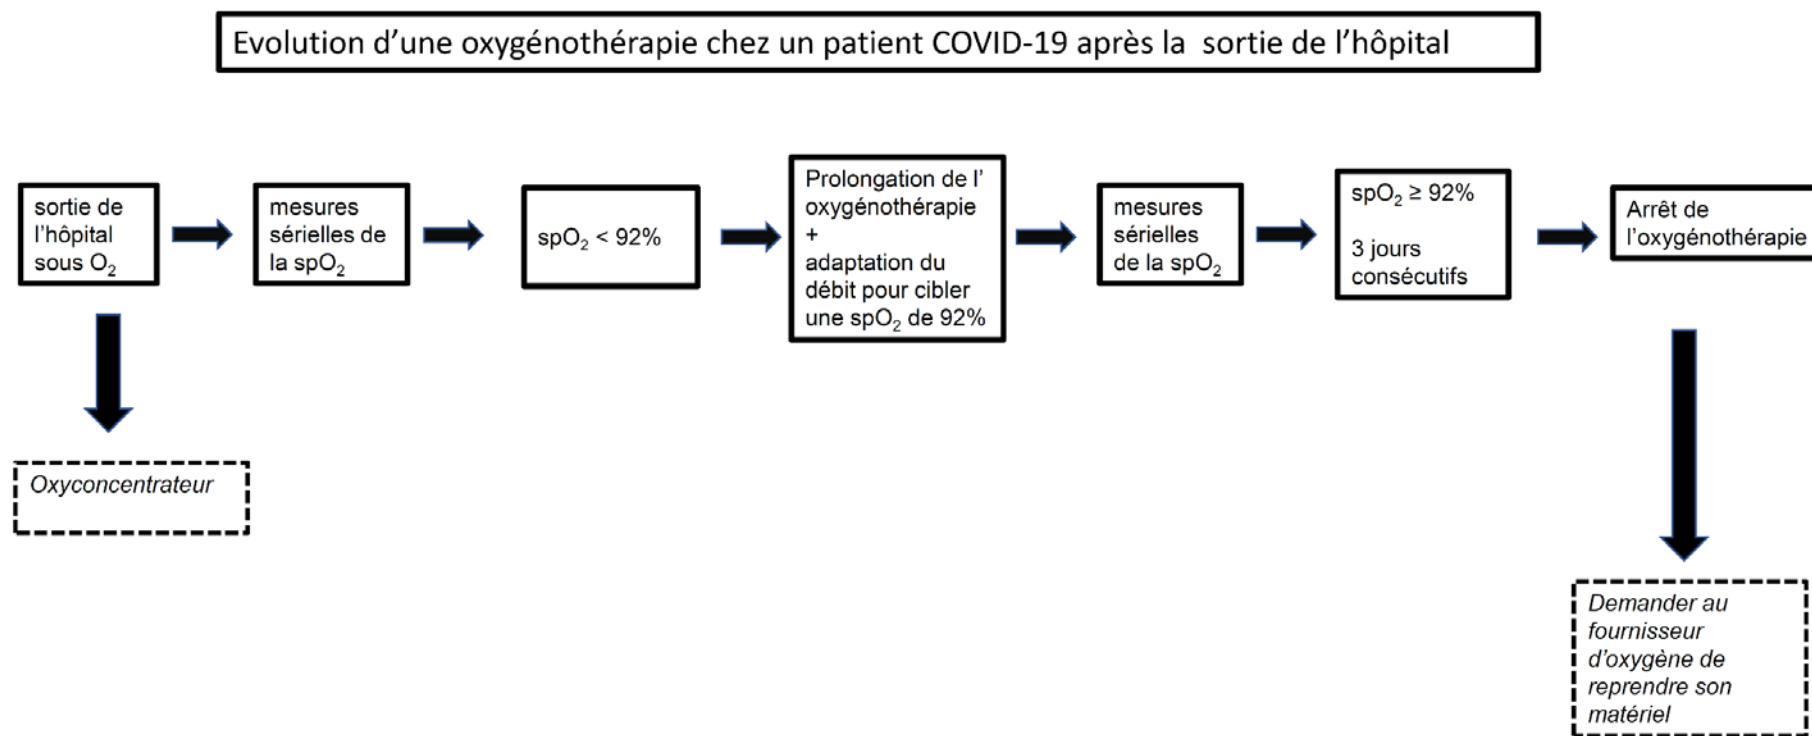 Evolution d’une oxygénothérapie chez un patient COVID-19 après la  sortie de l’hôpital
sortie de
l’hôpital
sous O₂
mesures
sérielles de
la spO₂
spO₂ < 92%
Prolongation de l’
oxygénothérapie
+
adaptation du
débit pour cibler
une spO₂ de 92%
mesures
sérielles
de la spO₂
spO₂ ≥ 92%
3 jours
consécutifs
Arrêt de
l’oxygénothérapie
Oxyconcentrateur
Demander au
fournisseur
d’oxygène de
reprendre son
matériel